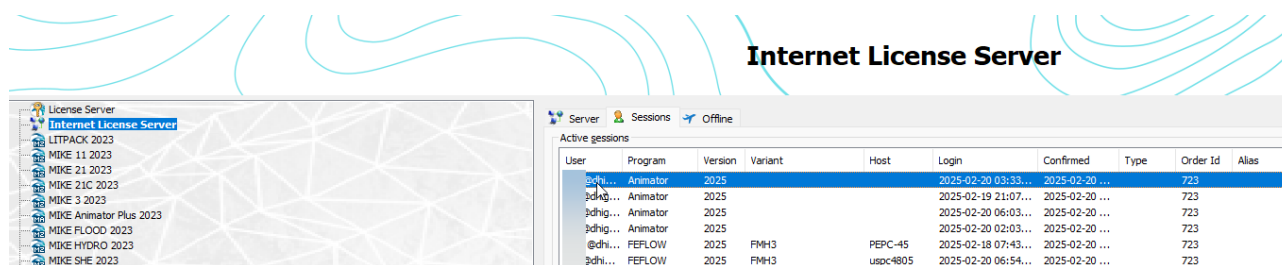 Internet License Server
License Server
Internet License Server
LITPACK 2023
MIKE 11 2023
MIKE 21 2023
MIKE 21C 2023
MIKE 3 2023
MIKE Animator Plus 2023
MIKE FLOOD 2023
MIKE HYDRO 2023
MIKE SHE 2023
Server Sessions Offline
Active sessions
User Program Version Variant Host Login Confirmed Type Order Id Alias
@dhi... Animator 2025 2025-02-20 03:33... 2025-02-20 ... 723
Animator 2025 2025-02-19 21:07... 2025-02-20 ... 723
@dhig... Animator 2025 2025-02-20 06:03... 2025-02-20 ... 723
@dhig... Animator 2025 2025-02-20 02:03... 2025-02-20 ... 723
@dhi... FEFLOW 2025 FMH3 PEPC-45 2025-02-18 07:43... 2025-02-20 ... 723
@dhi... FEFLOW 2025 FMH3 uspc4805 2025-02-20 06:54... 2025-02-20 ... 723